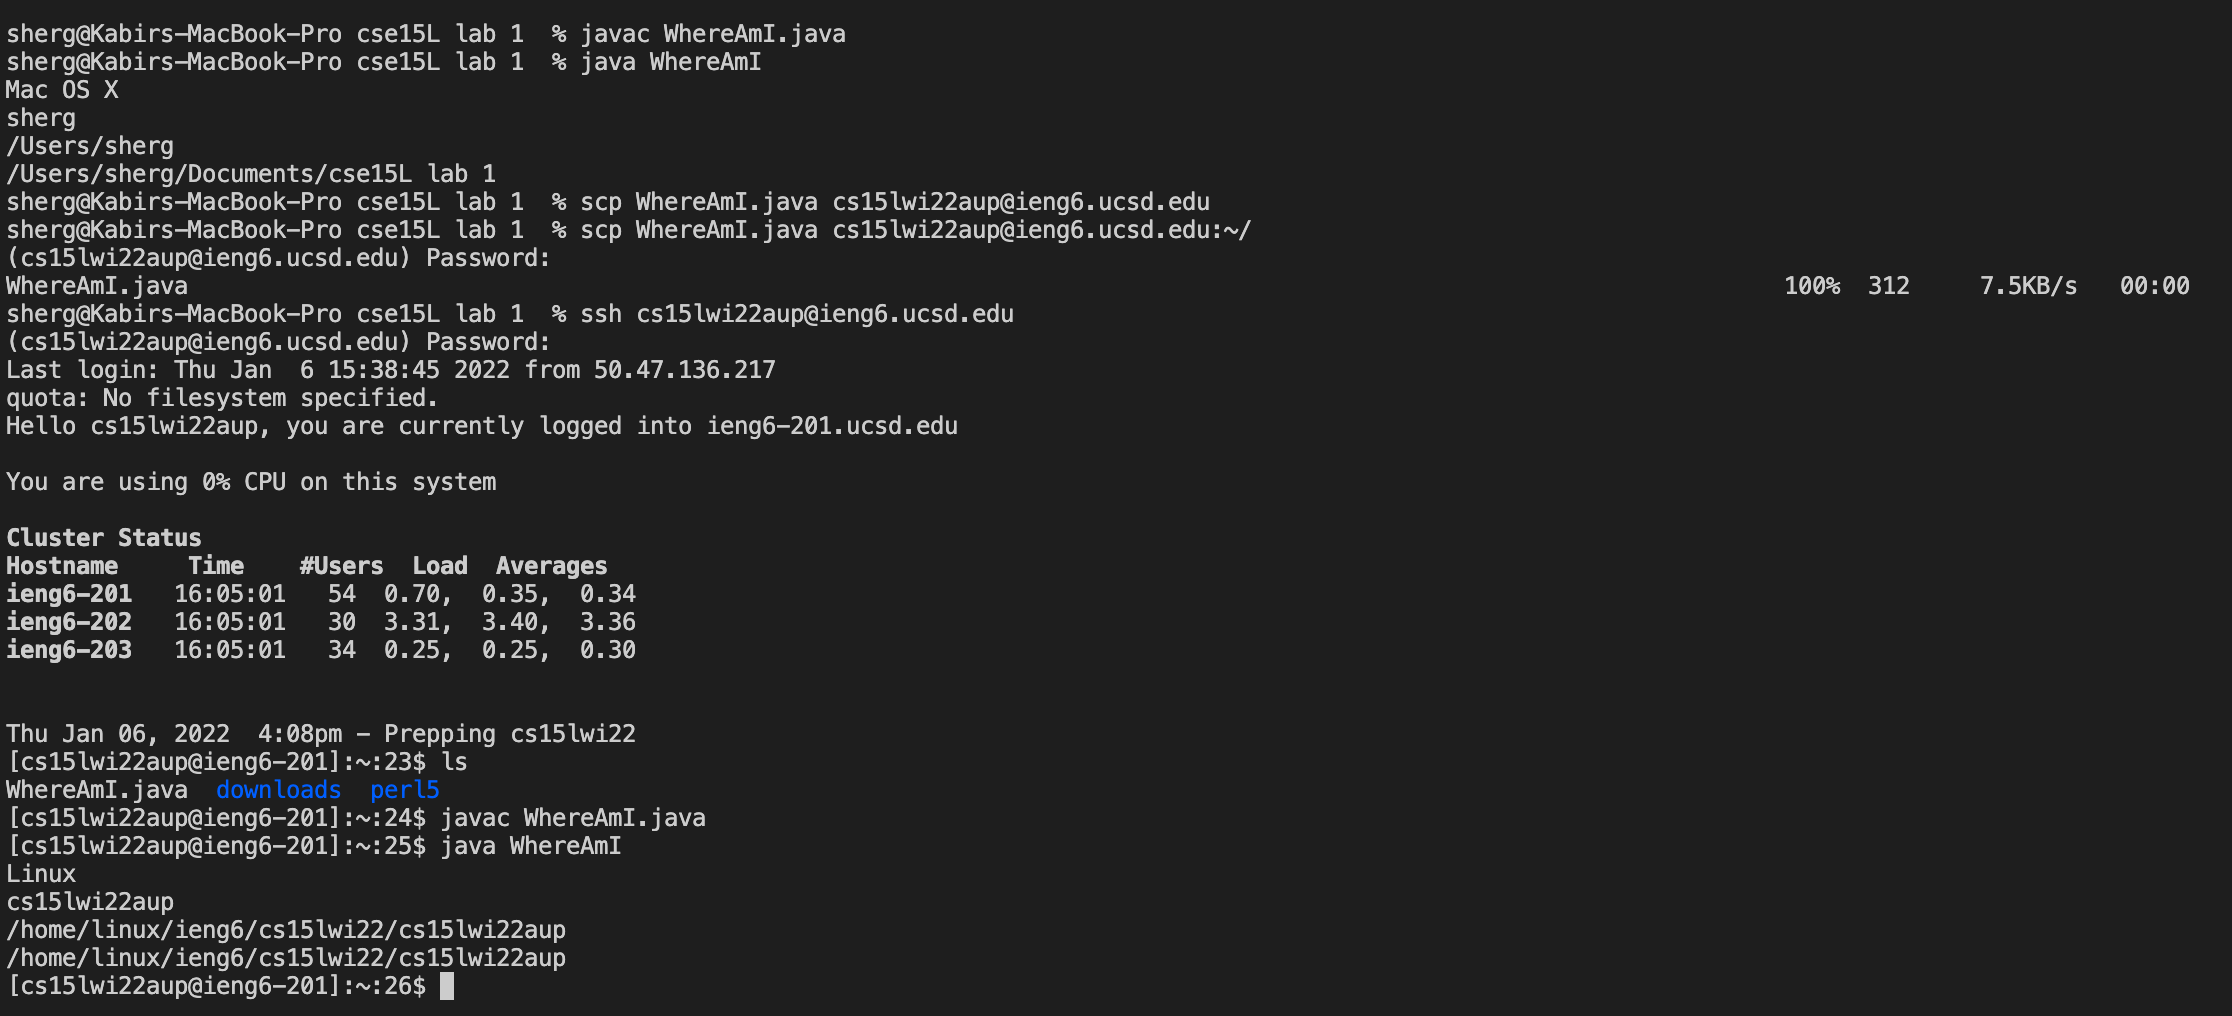 sherg@Kabirs-MacBook-Pro cse15L lab 1  % javac WhereAmI.java
sherg@Kabirs-MacBook-Pro cse15L lab 1  % java WhereAmI
Mac OS X
sherg
/Users/sherg
/Users/sherg/Documents/cse15L lab 1
sherg@Kabirs-MacBook-Pro cse15L lab 1  % scp WhereAmI.java cs15lwi22aup@ieng6.ucsd.edu
sherg@Kabirs-MacBook-Pro cse15L lab 1  % scp WhereAmI.java cs15lwi22aup@ieng6.ucsd.edu:~/
(cs15lwi22aup@ieng6.ucsd.edu) Password:
WhereAmI.java                                                  100%  312     7.5KB/s   00:00
sherg@Kabirs-MacBook-Pro cse15L lab 1  % ssh cs15lwi22aup@ieng6.ucsd.edu
(cs15lwi22aup@ieng6.ucsd.edu) Password:
Last login: Thu Jan  6 15:38:45 2022 from 50.47.136.217
quota: No filesystem specified.
Hello cs15lwi22aup, you are currently logged into ieng6-201.ucsd.edu
You are using 0% CPU on this system
Cluster Status
Hostname     Time    #Users  Load  Averages
ieng6-201   16:05:01   54  0.70,  0.35,  0.34
ieng6-202   16:05:01   30  3.31,  3.40,  3.36
ieng6-203   16:05:01   34  0.25,  0.25,  0.30
Thu Jan 06, 2022  4:08pm - Prepping cs15lwi22
[cs15lwi22aup@ieng6-201]:~:23$ ls
WhereAmI.java  downloads  perl5
[cs15lwi22aup@ieng6-201]:~:24$ javac WhereAmI.java
[cs15lwi22aup@ieng6-201]:~:25$ java WhereAmI
Linux
cs15lwi22aup
/home/linux/ieng6/cs15lwi22/cs15lwi22aup
/home/linux/ieng6/cs15lwi22/cs15lwi22aup
[cs15lwi22aup@ieng6-201]:~:26$